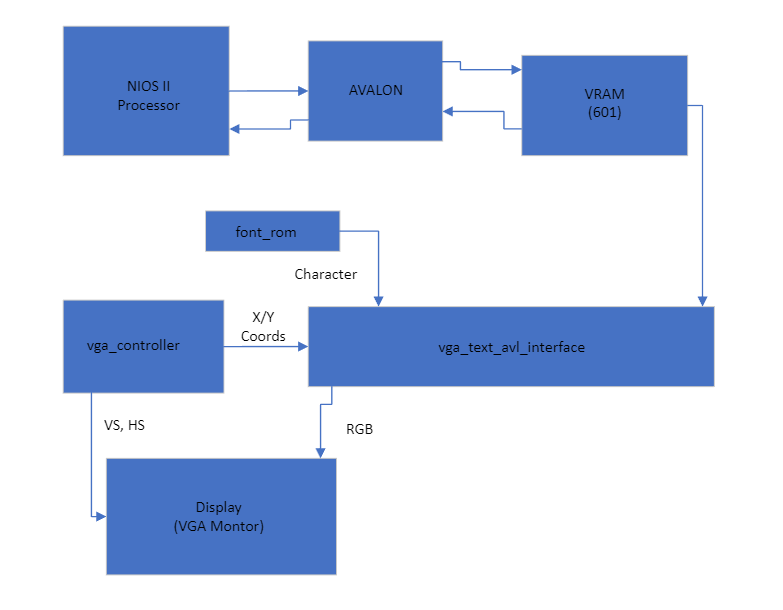 NIOS II
Processor
AVALON
VRAM
(601)
font_rom
Character
vga_controller
X/Y
Coords
vga_text_avl_interface
VS, HS
RGB
Display
(VGA Montor)